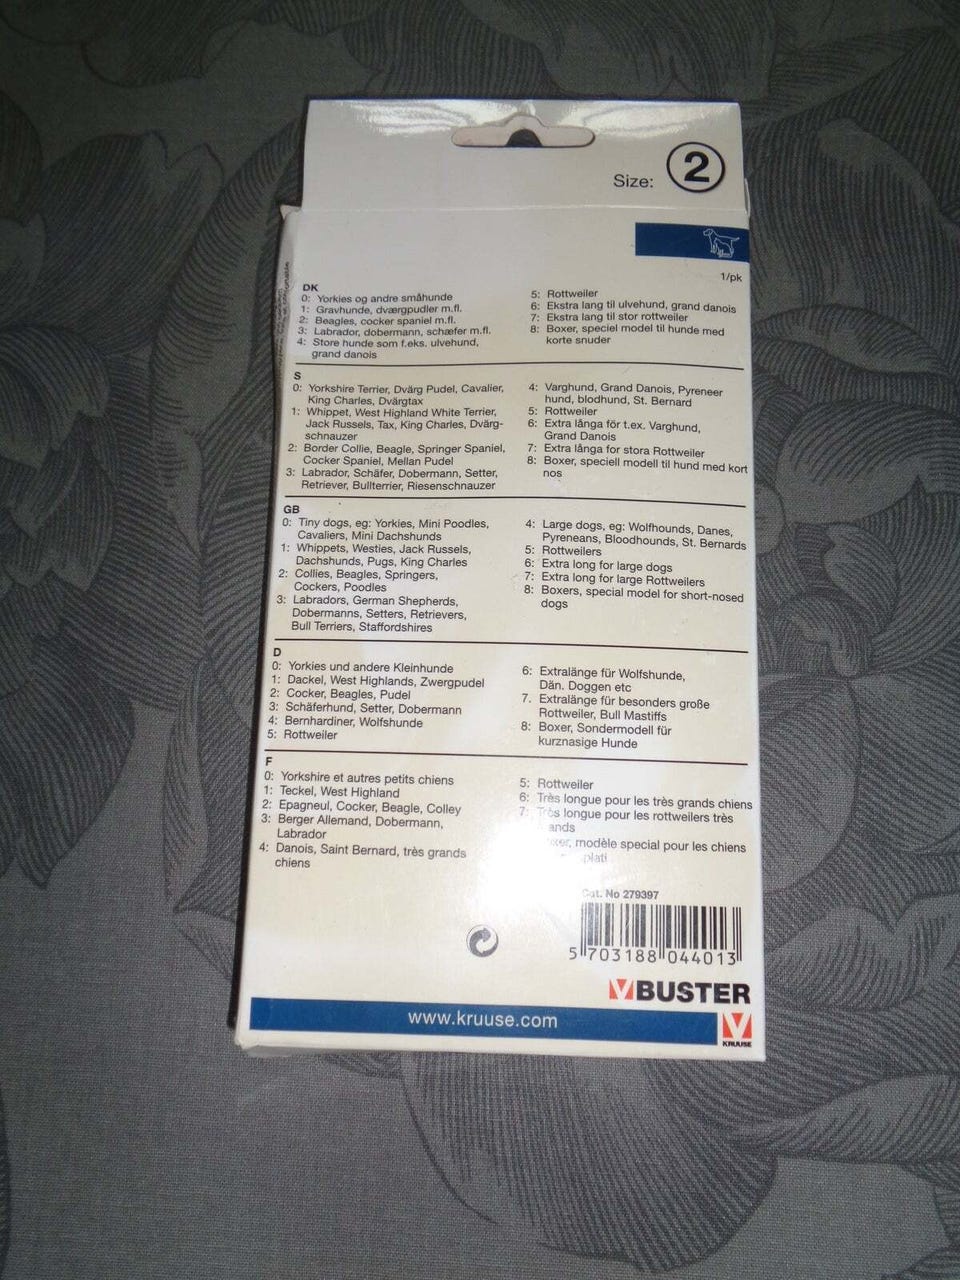 Size: 2
1/pk
DK
0: Yorkies og andre småhunde
1: Gravhunde, dværgpudler m.fl.
2: Beagles, cocker spaniel m.fl.
3: Labrador, dobermann, schæfer m.fl.
4: Store hunde som f.eks. ulvehund,
grand danois
5: Rottweiler
6: Ekstra lang til ulvehund, grand danois
7: Ekstra lang til stor rottweiler
8: Boxer, speciel model til hunde med
korte snuder
S
0: Yorkshire Terrier, Dvärg Pudel, Cavalier,
King Charles, Dvärgtax
1: Whippet, West Highland White Terrier,
Jack Russels, Tax, King Charles, Dvärg-
schnauzer
2: Border Collie, Beagle, Springer Spaniel,
Cocker Spaniel, Mellan Pudel
3: Labrador, Schäfer, Dobermann, Setter,
Retriever, Bullterrier, Riesenschnauzer
4: Varghund, Grand Danois, Pyreneer
hund, blodhund, St. Bernard
5: Rottweiler
6: Extra långa för t.ex. Varghund,
Grand Danois
7: Extra långa for stora Rottweiler
8: Boxer, speciell modell til hund med kort
nos
GB
0: Tiny dogs, eg: Yorkies, Mini Poodles,
Cavaliers, Mini Dachshunds
1: Whippets, Westies, Jack Russels,
Dachshunds, Pugs, King Charles
2: Collies, Beagles, Springers,
Cockers, Poodles
3: Labradors, German Shepherds,
Dobermanns, Setters, Retrievers,
Bull Terriers, Staffordshires
4: Large dogs, eg: Wolfhounds, Danes,
Pyreneans, Bloodhounds, St. Bernards
5: Rottweilers
6: Extra long for large dogs
7: Extra long for large Rottweilers
8: Boxers, special model for short-nosed
dogs
D
0: Yorkies und andere Kleinhunde
1: Dackel, West Highlands, Zwergpudel
2: Cocker, Beagles, Pudel
3: Schäferhund, Setter, Dobermann
4: Bernhardiner, Wolfshunde
5: Rottweiler
6: Extralänge für Wolfshunde,
Dän. Doggen etc
7. Extralänge für besonders große
Rottweiler, Bull Mastiffs
8: Boxer, Sondermodell für
kurznasige Hunde
F
0: Yorkshire et autres petits chiens
1: Teckel, West Highland
2: Epagneul, Cocker, Beagle, Colley
3: Berger Allemand, Dobermann,
Labrador
4: Danois, Saint Bernard, très grands
chiens
5: Rottweiler
6: Très longue pour les très grands chiens
7: Très longue pour les rottweilers très
modèle special pour les chiens
Cat. No 279397
5 703188 044013
BUSTER
www.kruuse.com
KRUUSE